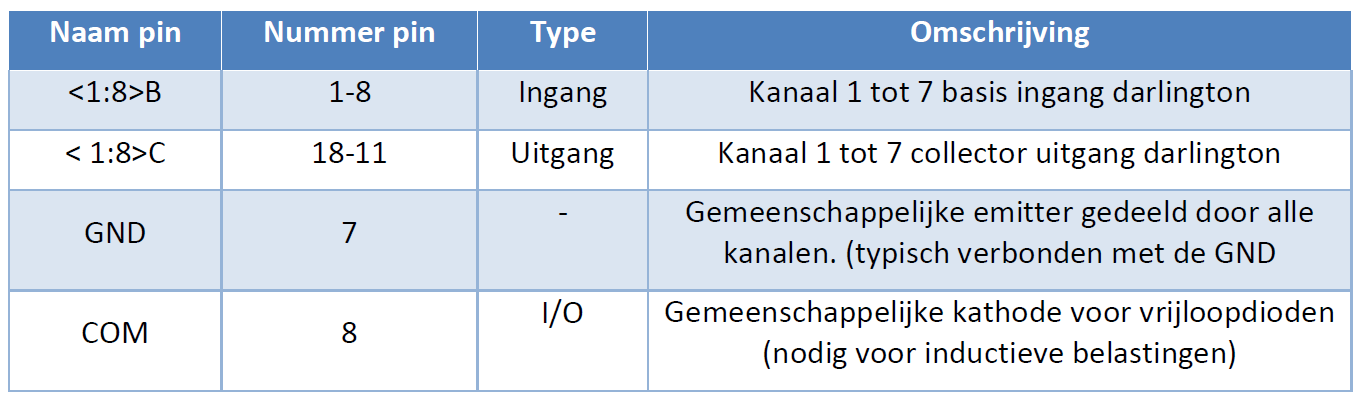 Naam pin Nummer pin Type Omschrijving
<1:8>B 1-8 Ingang Kanaal 1 tot 7 basis ingang darlington
< 1:8>C 18-11 Uitgang Kanaal 1 tot 7 collector uitgang darlington
GND 7 - Gemeenschappelijke emitter gedeeld door alle
kanalen. (typisch verbonden met de GND
COM 8 I/O Gemeenschappelijke kathode voor vrijloopdioden
(nodig voor inductieve belastingen)